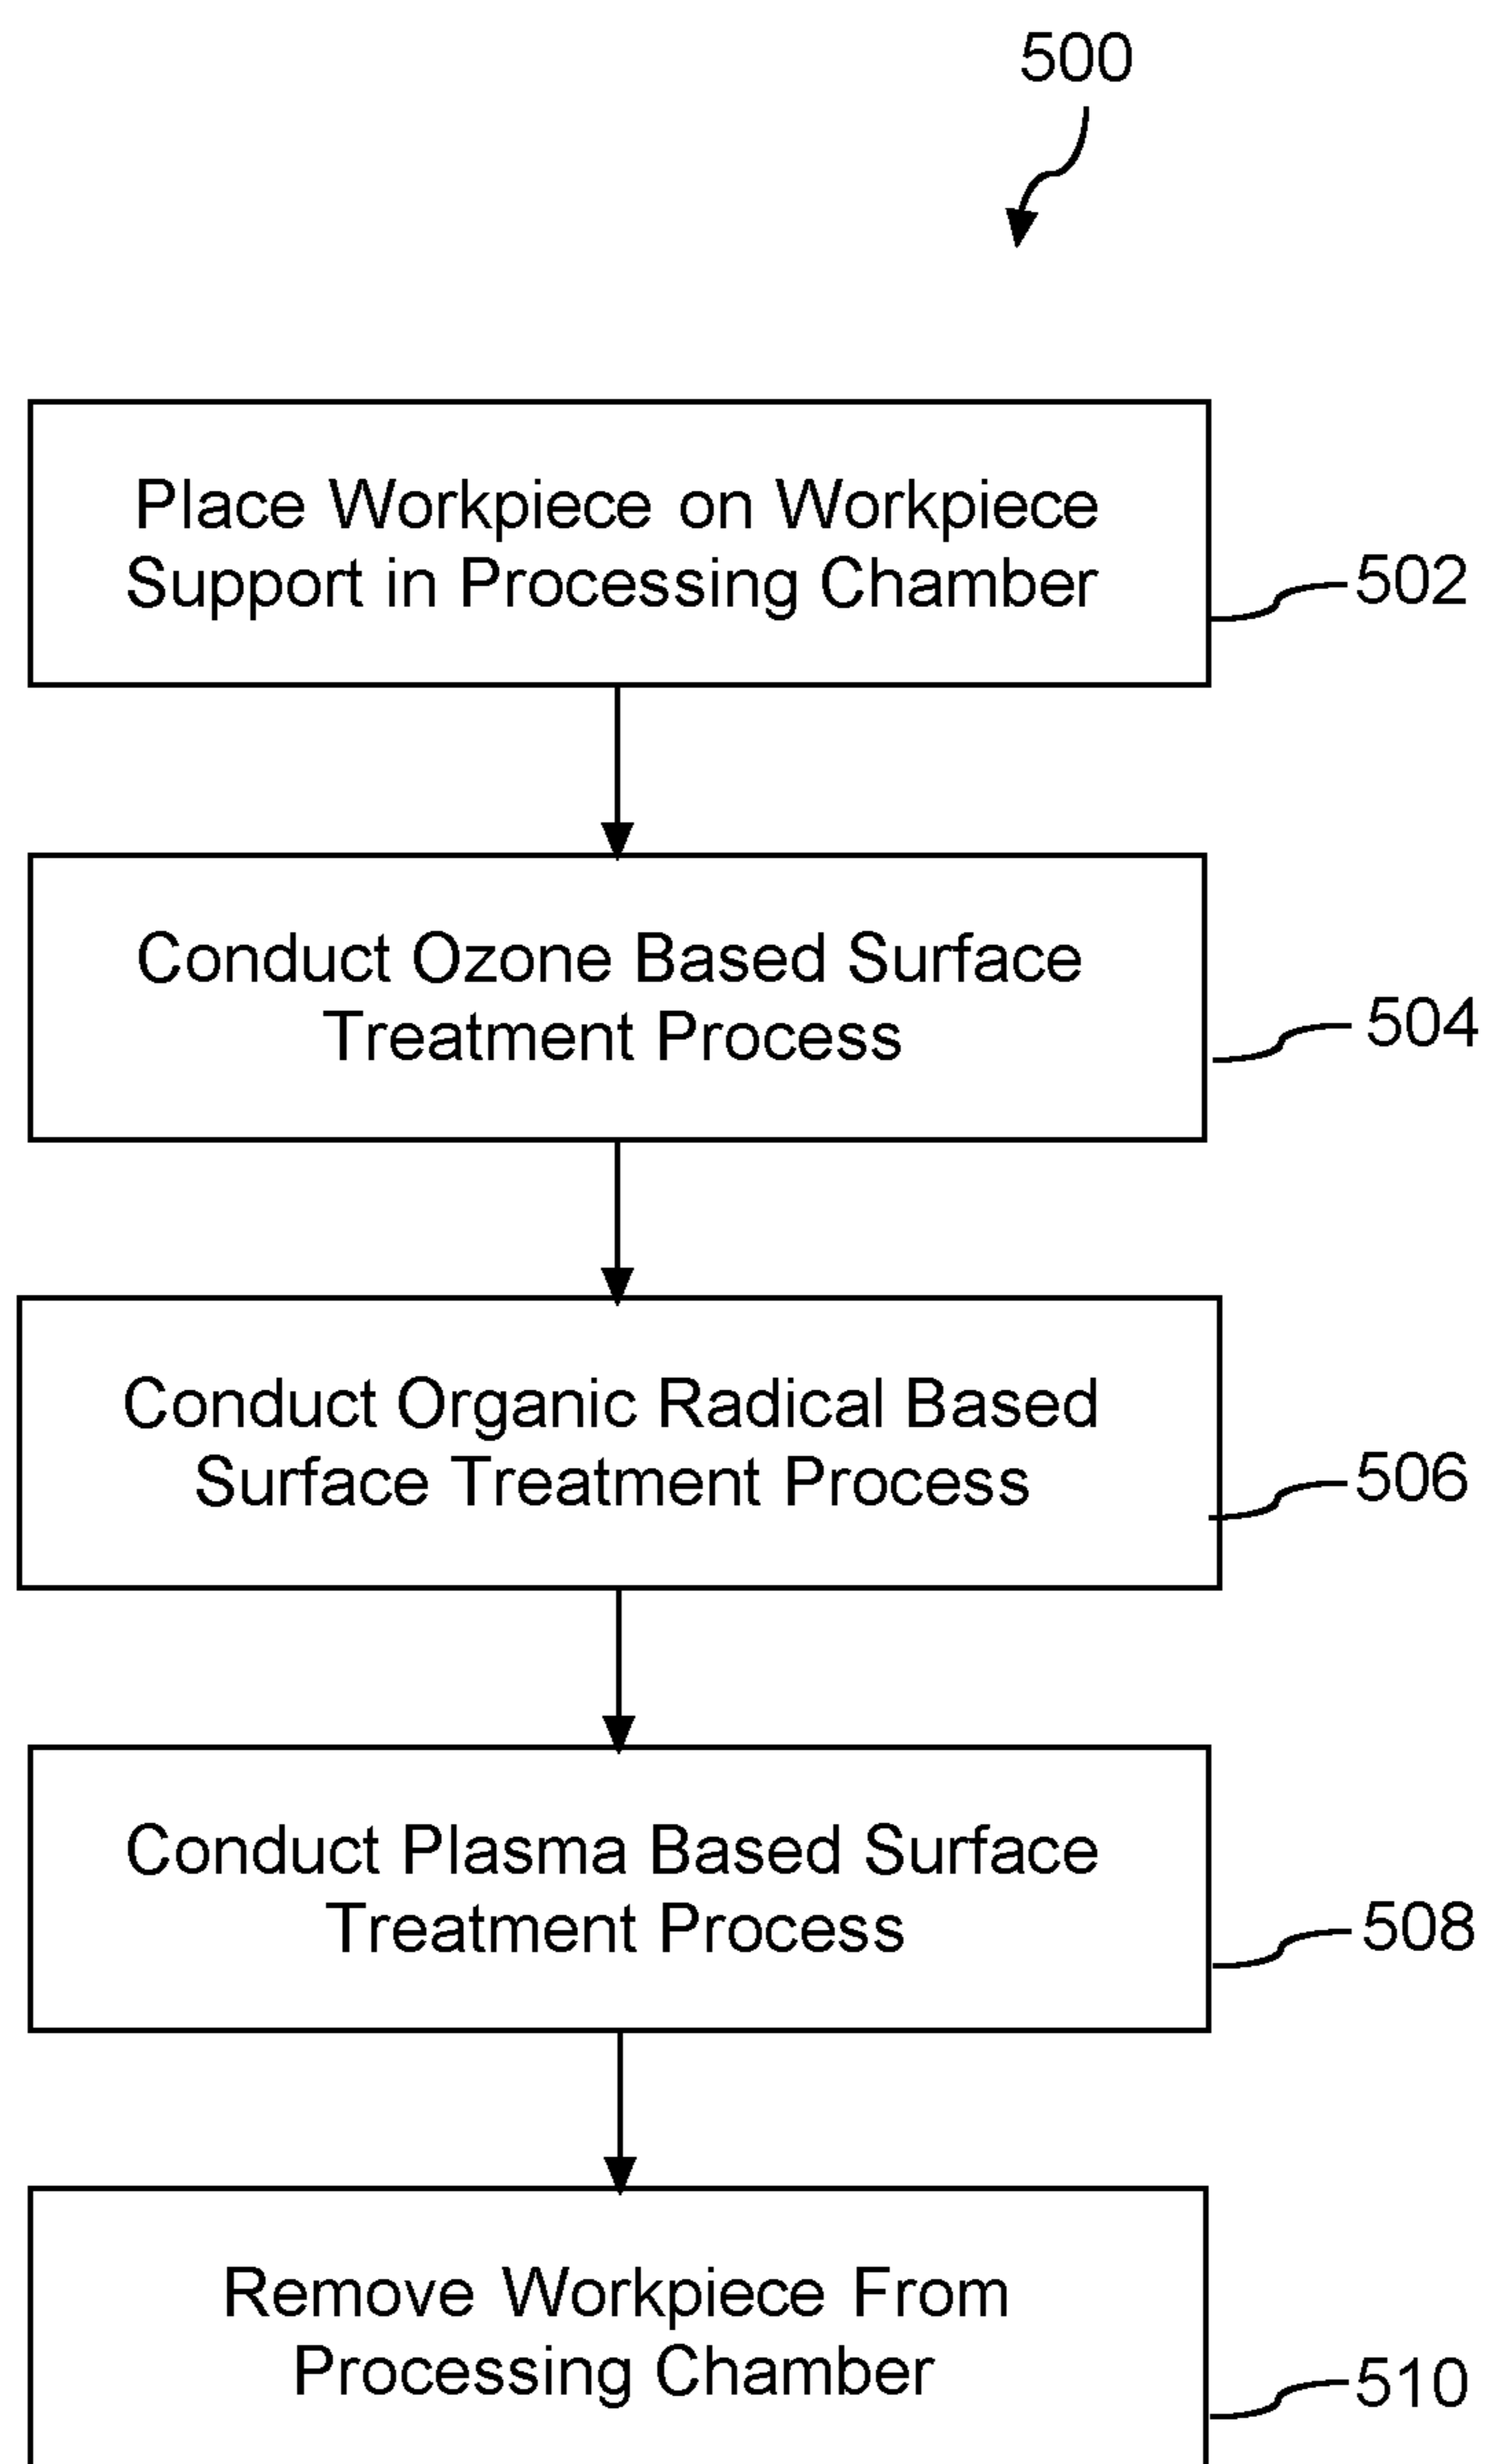 500
Place Workpiece on Workpiece
Support in Processing Chamber
502
Conduct Ozone Based Surface
Treatment Process
504
Conduct Organic Radical Based
Surface Treatment Process
506
Conduct Plasma Based Surface
Treatment Process
508
Remove Workpiece From
Processing Chamber
510